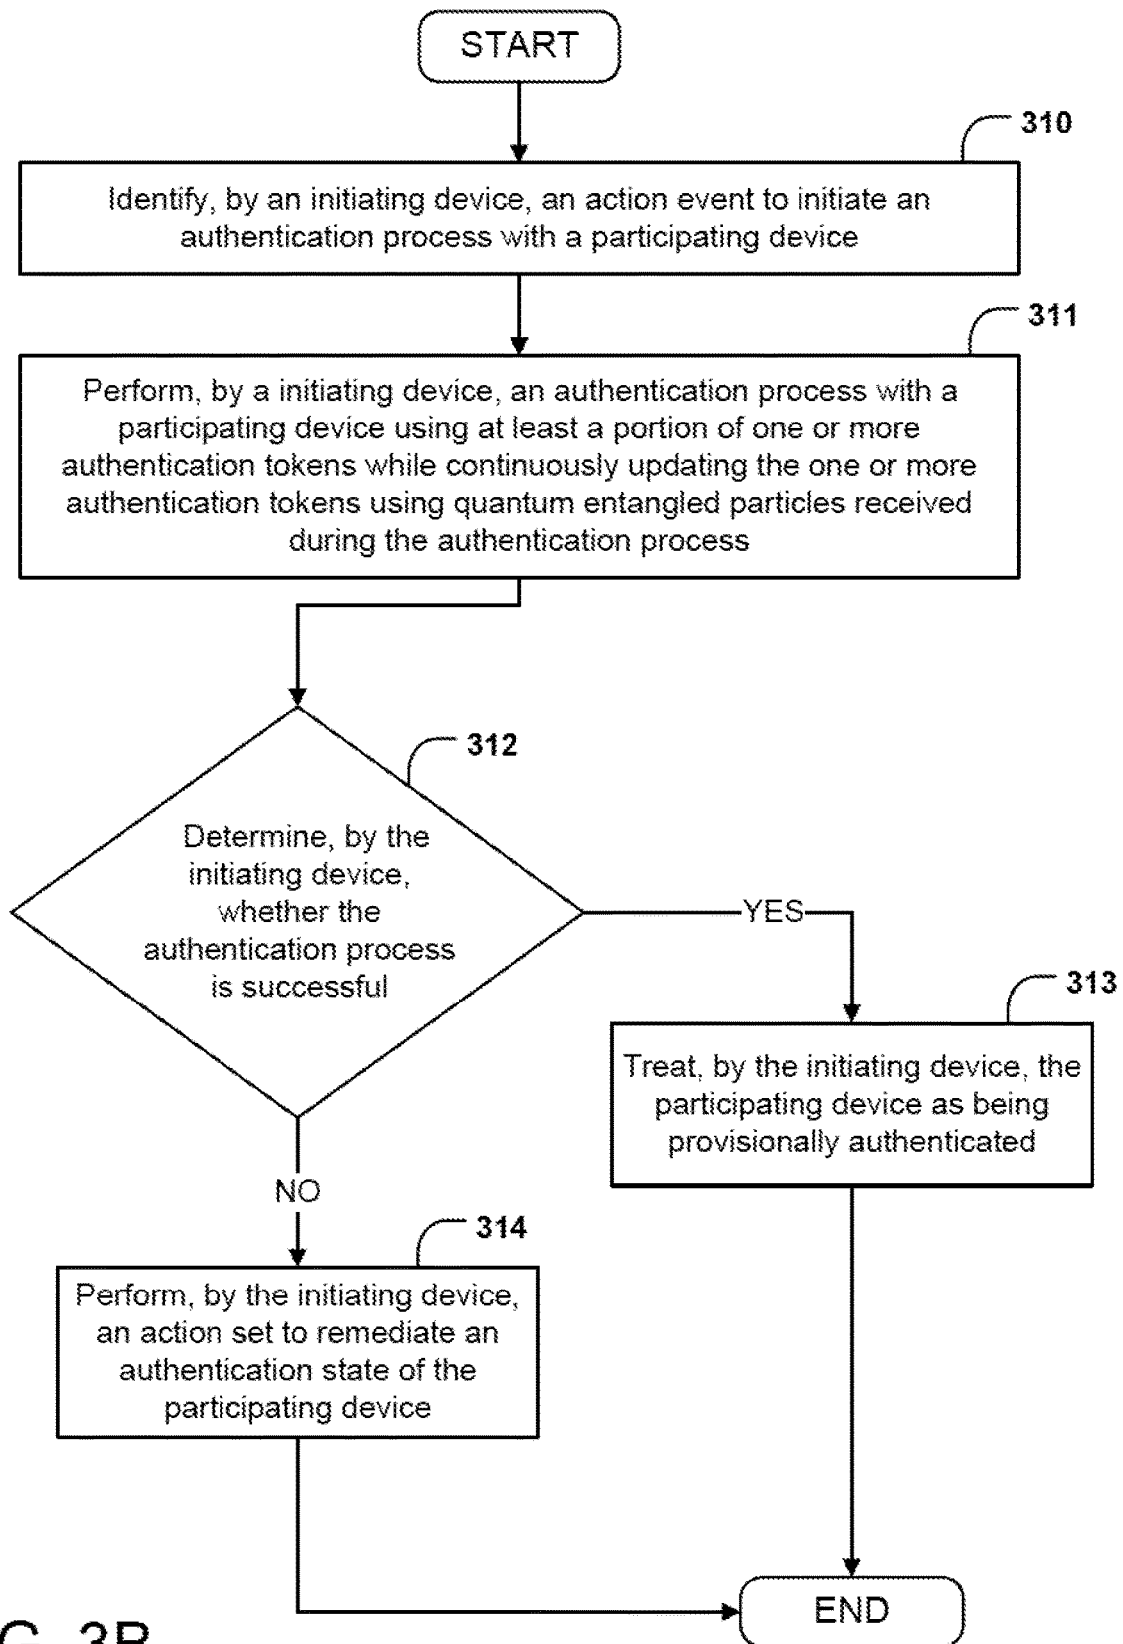 START
310
Identify, by an initiating device, an action event to initiate an
authentication process with a participating device
311
Perform, by a initiating device, an authentication process with a
participating device using at least a portion of one or more
authentication tokens while continuously updating the one or more
authentication tokens using quantum entangled particles received
during the authentication process
312
Determine, by the
initiating device,
whether the
authentication process
is successful
YES
313
Treat, by the initiating device, the
participating device as being
provisionally authenticated
NO
314
Perform, by the initiating device,
an action set to remediate an
authentication state of the
participating device
END
G. 3B